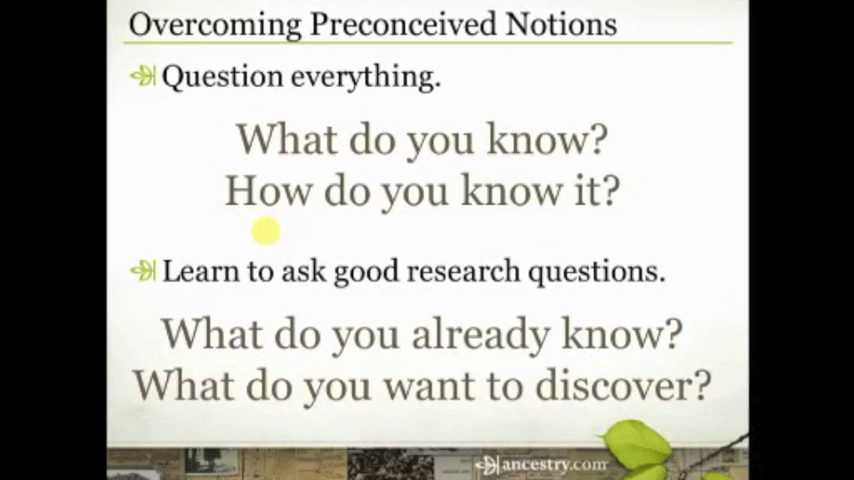 Overcoming Preconceived Notions
Question everything.
What do you know?
How do you know it?
Learn to ask good research questions.
What do you already know?
What do you want to discover?
ancestry.com